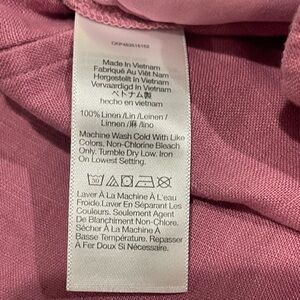 Made In Vietnam
Fabriqué Au Viêt Nam
Hergestellt In Vietnam
Vervaardigd In Vietnam
ベトナム製
hecho en vietnam
100% Linen /Lin /Leinen /
Linnen /麻 /lino
Machine Wash Cold With Like
Colors. Non-Chlorine Bleach
Only. Tumble Dry Low. Iron
On Lowest Setting.
Laver À La Machine À L'eau
Froide.Laver En Séparant Les
Couleurs. Seulement Agent
De Blanchiment Non-Chlore.
Sécher À La Machine À
Basse Température. Repasser
À Fer Doux Si Nécessaire.